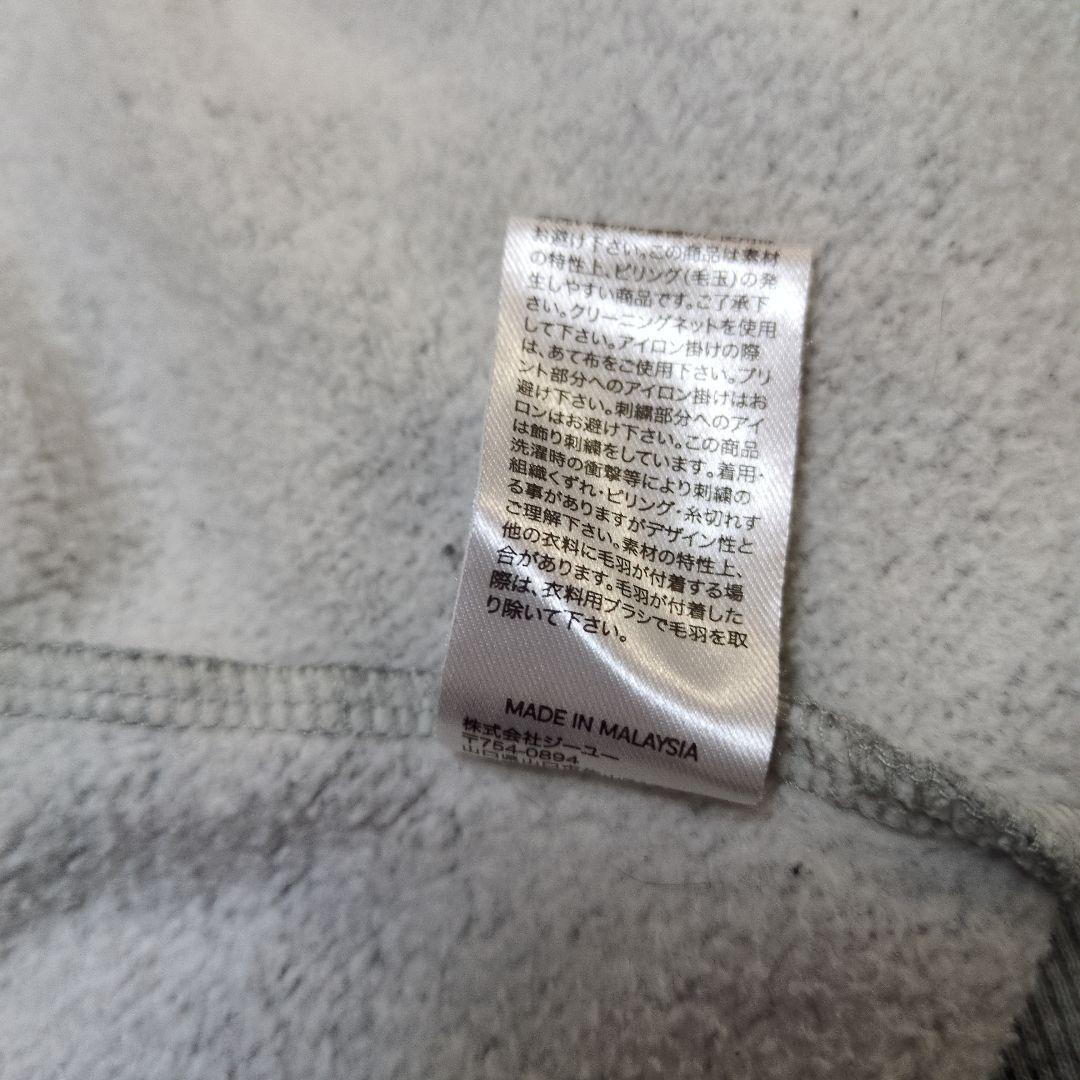 お避け下さい。この商品は素材
の特性上、ピリング(毛玉)の発
生しやすい商品です。ご了承下
さい。クリーニングネットを使用
して下さい。アイロン掛けの際
は、あて布をご使用下さい。プリ
ント部分へのアイロン掛けはお
避け下さい。刺繍部分へのアイ
ロンはお避け下さい。この商品
は飾り刺繍をしています。着用・
洗濯時の衝撃等により刺繍の
組織くずれ・ピリング・糸切れす
る事がありますがデザイン性と
ご理解下さい。素材の特性上、
他の衣料に毛羽が付着する場
合があります。毛羽が付着した
際は、衣料用ブラシで毛羽を取
り除いて下さい。
MADE IN MALAYSIA
株式会社ジーユー
〒754-0894
山口県山口市